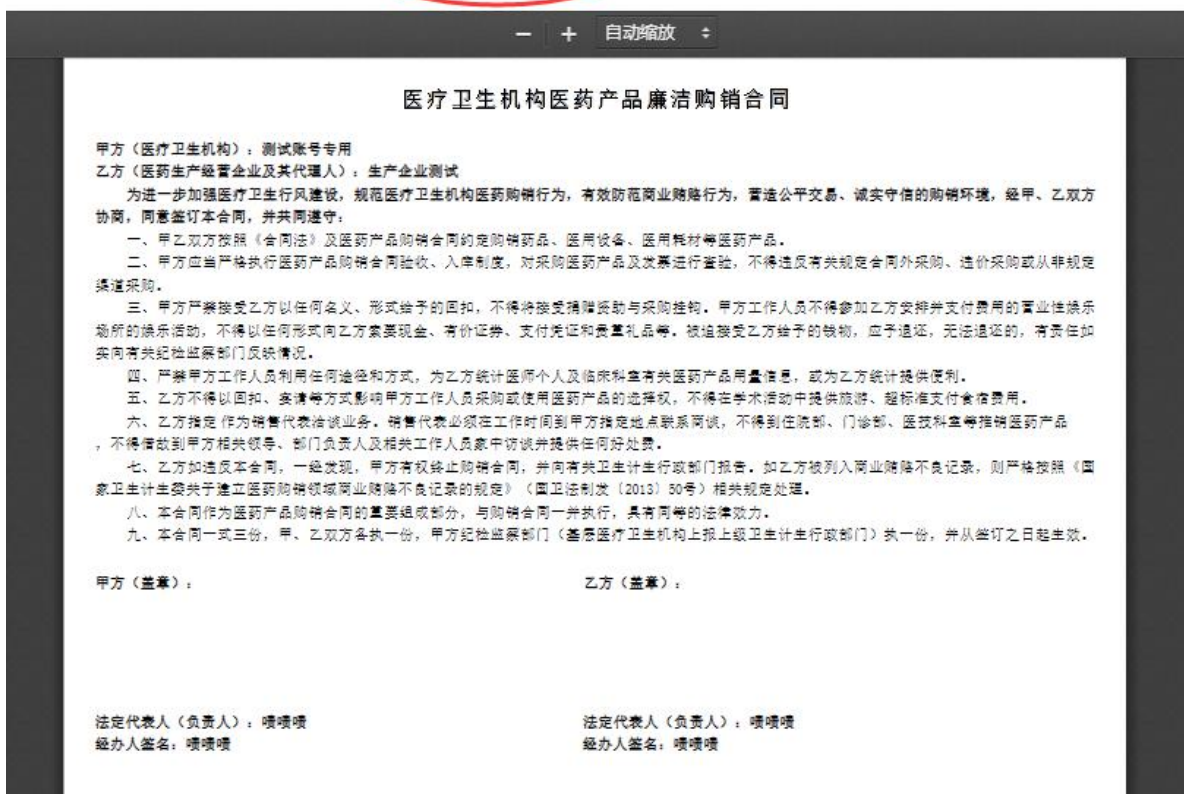 − + 自动缩放
医疗卫生机构医药产品廉洁购销合同
甲方（医疗卫生机构）：测试账号专用
乙方（医药生产经营企业及其代理人）：生产企业测试
为进一步加强医疗卫生行风建设，规范医疗卫生机构医药购销行为，有效防范商业贿赂行为，营造公平交易、诚实守信的购销环境，经甲、乙双方
协商，同意签订本合同，并共同遵守：
一、甲乙双方按照《合同法》及医药产品购销合同约定购销药品、医用设备、医用耗材等医药产品。
二、甲方应当严格执行医药产品购销合同验收、入库制度，对采购医药产品及发票进行查验，不得违反有关规定合同外采购、违价采购或从非规定
渠道采购。
三、甲方严禁接受乙方以任何名义、形式给予的回扣，不得将接受捐赠资助与采购挂钩。甲方工作人员不得参加乙方安排并支付费用的营业性娱乐
场所的娱乐活动，不得以任何形式向乙方索要现金、有价证券、支付凭证和贵重礼品等。被迫接受乙方给予的钱物，应予退还，无法退还的，有责任如
实向有关纪检监察部门反映情况。
四、严禁甲方工作人员利用任何途径和方式，为乙方统计医师个人及临床科室有关医药产品用量信息，或为乙方统计提供便利。
五、乙方不得以回扣、宴请等方式影响甲方工作人员采购或使用医药产品的选择权，不得在学术活动中提供旅游、超标准支付食宿费用。
六、乙方指定 作为销售代表洽谈业务。销售代表必须在工作时间到甲方指定地点联系商谈，不得到住院部、门诊部、医技科室等推销医药产品
，不得借故到甲方相关领导、部门负责人及相关工作人员家中访谈并提供任何好处费。
七、乙方如违反本合同，一经发现，甲方有权终止购销合同，并向有关卫生计生行政部门报告。如乙方被列入商业贿赂不良记录，则严格按照《国
家卫生计生委关于建立医药购销领域商业贿赂不良记录的规定》（国卫法制发〔2013〕50号）相关规定处理。
八、本合同作为医药产品购销合同的重要组成部分，与购销合同一并执行，具有同等的法律效力。
九、本合同一式三份，甲、乙双方各执一份，甲方纪检监察部门（基层医疗卫生机构上报上级卫生计生行政部门）执一份，并从签订之日起生效。
甲方（盖章）： 乙方（盖章）：
法定代表人（负责人）：啧啧啧 法定代表人（负责人）：啧啧啧
经办人签名：啧啧啧 经办人签名：啧啧啧